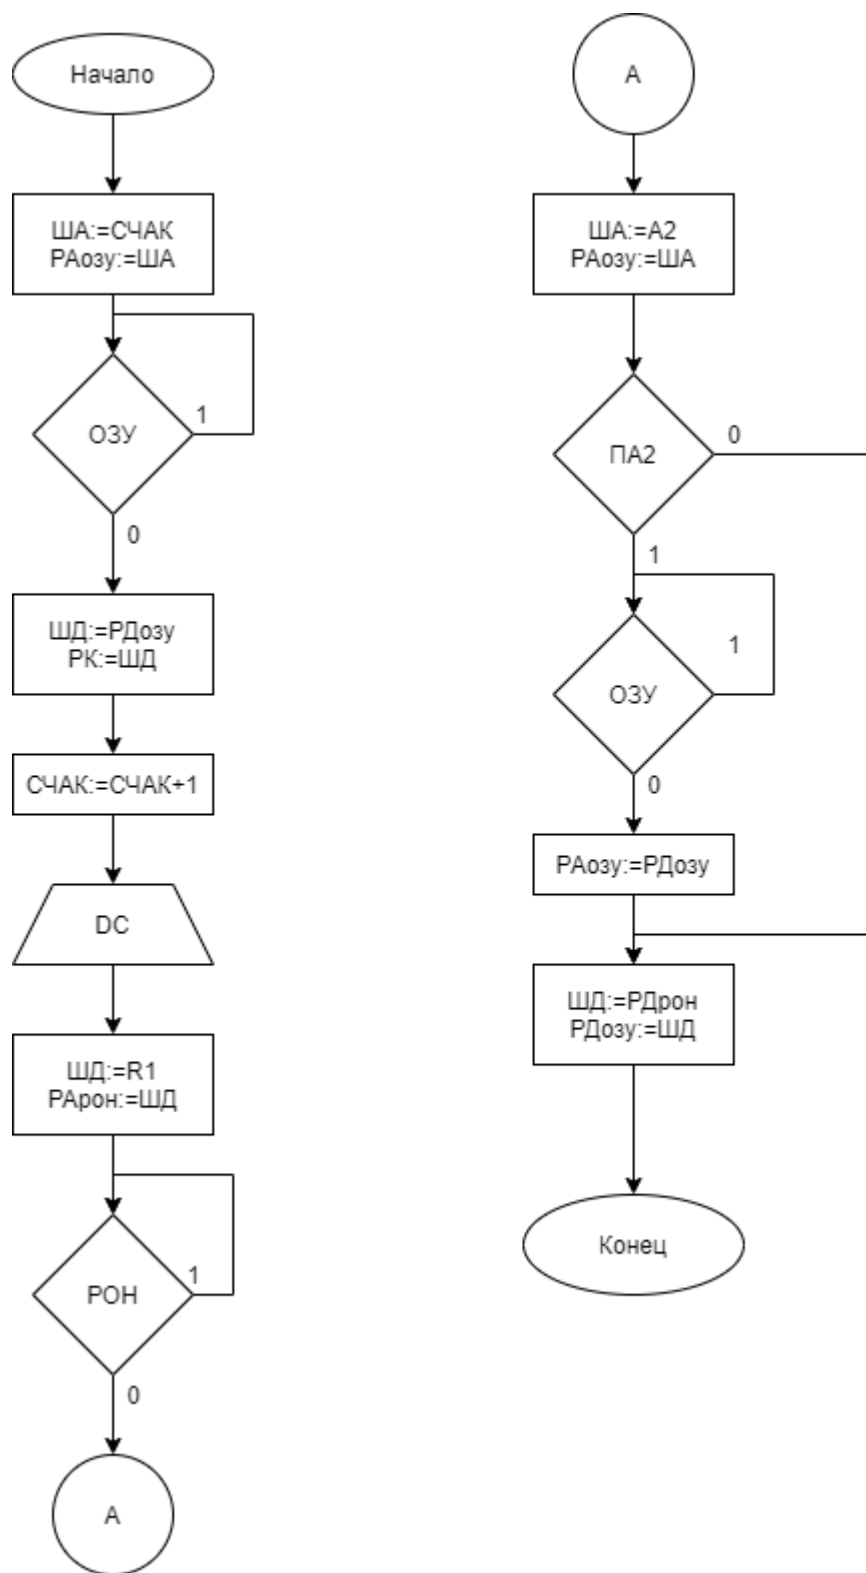 Начало
ША:=СЧАК
РАозу:=ША
ОЗУ
1
0
ШД:=РДозу
РК:=ШД
СЧАК:=СЧАК+1
DC
ШД:=R1
РАрон:=ШД
РОН
1
0
А
А
ША:=А2
РАозу:=ША
ПА2
0
1
ОЗУ
1
0
РАозу:=РДозу
ШД:=РДрон
РДозу:=ШД
Конец